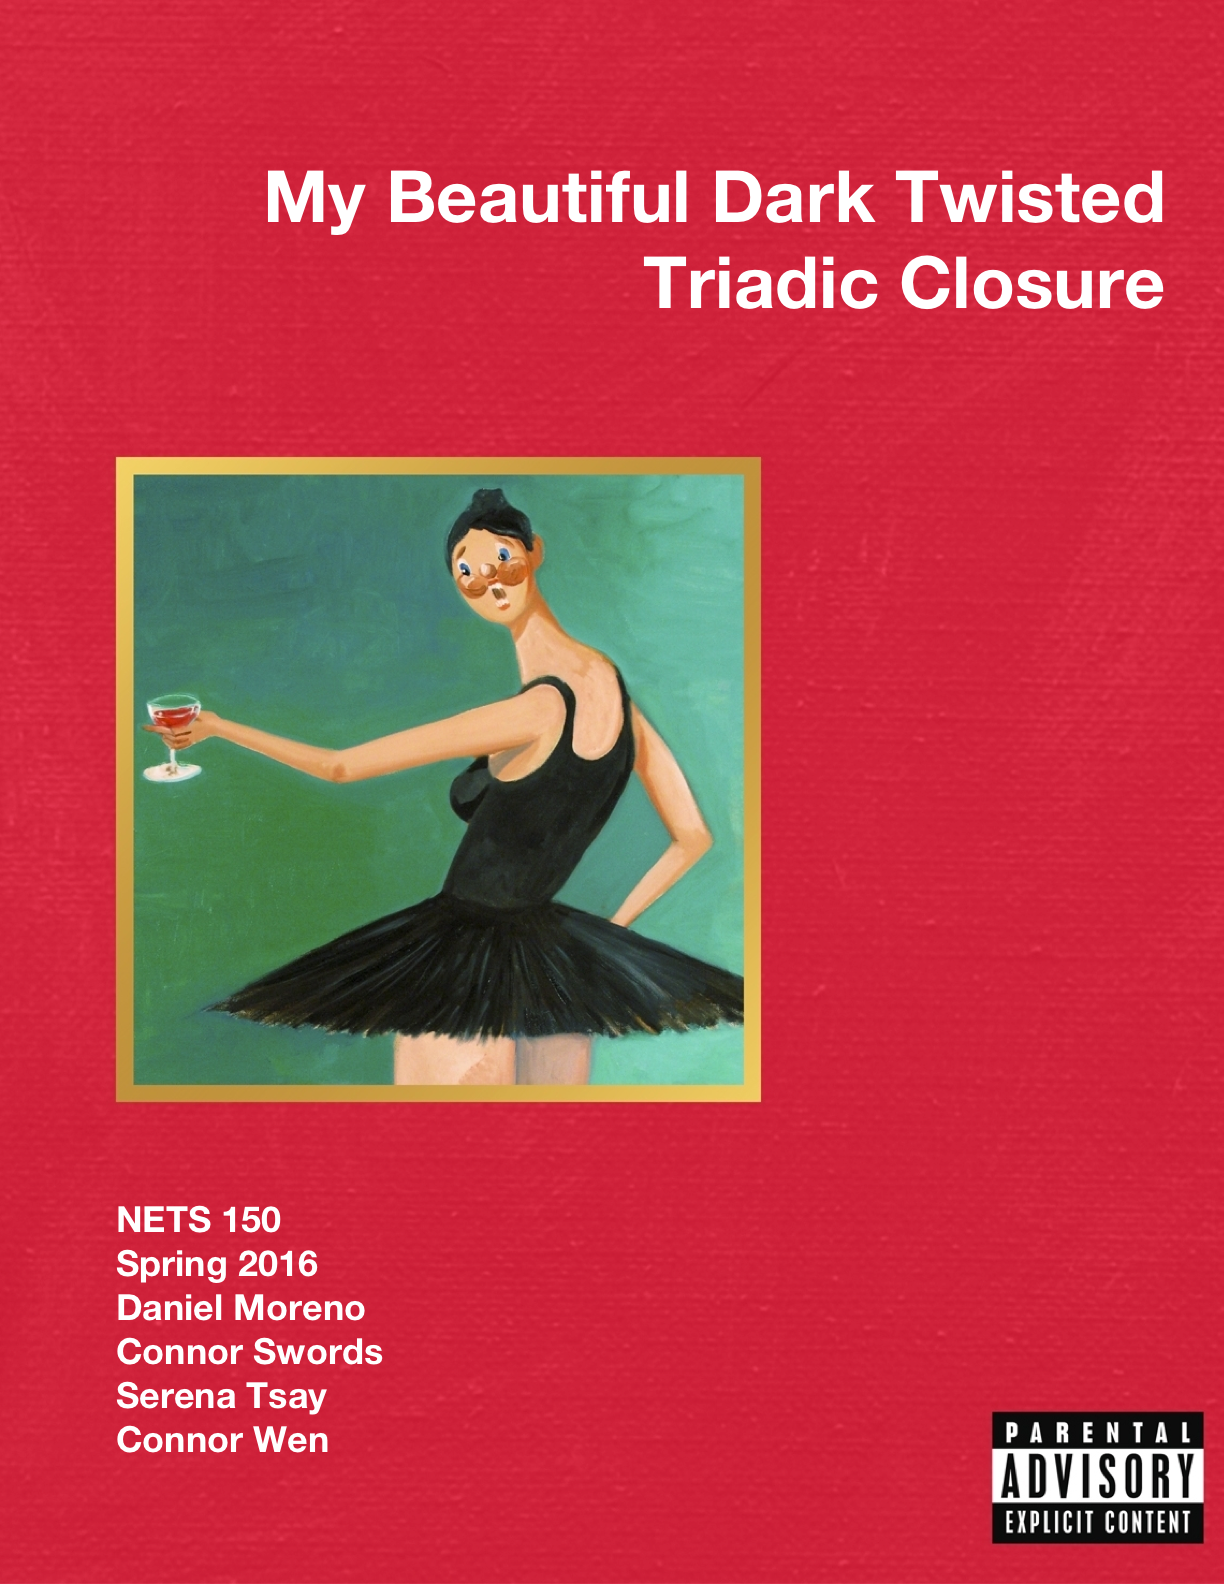 My Beautiful Dark Twisted
Triadic Closure
NETS 150
Spring 2016
Daniel Moreno
Connor Swords
Serena Tsay
Connor Wen
PARENTAL
ADVISORY
EXPLICIT CONTENT